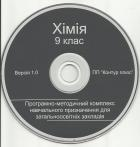 Хімія
9 клас
Версія 1.0
ПП "Контур плюс"
Програмно-методичний комплекс
навчального призначення для
загальноосвітніх закладів